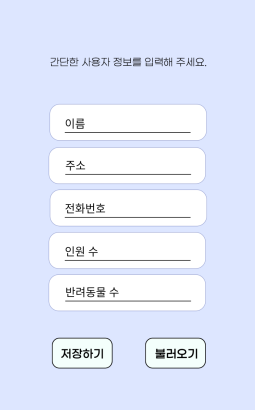 간단한 사용자 정보를 입력해 주세요.
이름
주소
전화번호
인원 수
반려동물 수
저장하기 불러오기